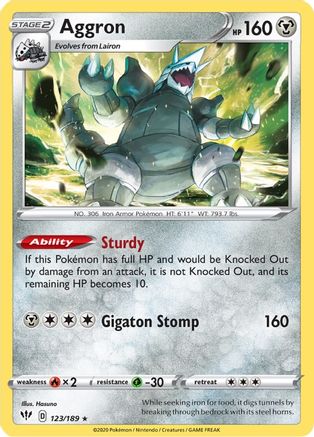 STAGE2
Aggron
HP 160
Evolves from Lairon
NO. 306 Iron Armor Pokémon HT: 6'11" WT: 793.7 lbs.
Ability Sturdy
If this Pokémon has full HP and would be Knocked Out
by damage from an attack, it is not Knocked Out, and its
remaining HP becomes 10.
Gigaton Stomp 160
weakness ×2 resistance -30 retreat
Illus. Hasuno
D 123/189 ★
While seeking iron for food, it digs tunnels by
breaking through bedrock with its steel horns.
©2020 Pokémon / Nintendo / Creatures / GAME FREAK